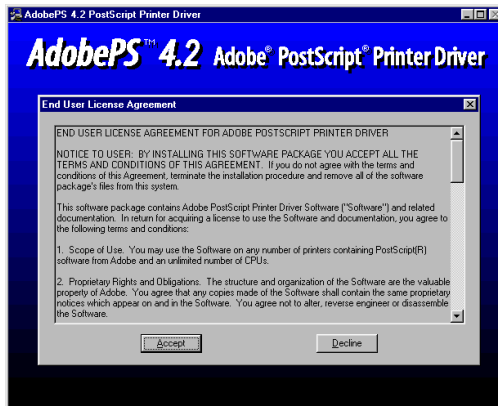 AdobePS 4.2 PostScript Printer Driver
AdobePS™ 4.2 Adobe® PostScript® Printer Driver
End User License Agreement
END USER LICENSE AGREEMENT FOR ADOBE POSTSCRIPT PRINTER DRIVER
NOTICE TO USER:  BY INSTALLING THIS SOFTWARE PACKAGE YOU ACCEPT ALL THE
TERMS AND CONDITIONS OF THIS AGREEMENT.  If you do not agree with the terms and
conditions of this Agreement, terminate the installation procedure and remove all of the software
package's files from this system.
This software package contains Adobe PostScript Printer Driver Software ("Software") and related
documentation.  In return for acquiring a license to use the Software and documentation, you agree to
the following terms and conditions:
1.  Scope of Use.  You may use the Software on any number of printers containing PostScript(R)
software from Adobe and an unlimited number of CPUs.
2.  Proprietary Rights and Obligations.  The structure and organization of the Software are the valuable
property of Adobe.  You agree that any copies made of the Software shall contain the same proprietary
notices which appear on and in the Software.  You agree not to alter, reverse engineer or disassemble
the Software.
Accept
Decline